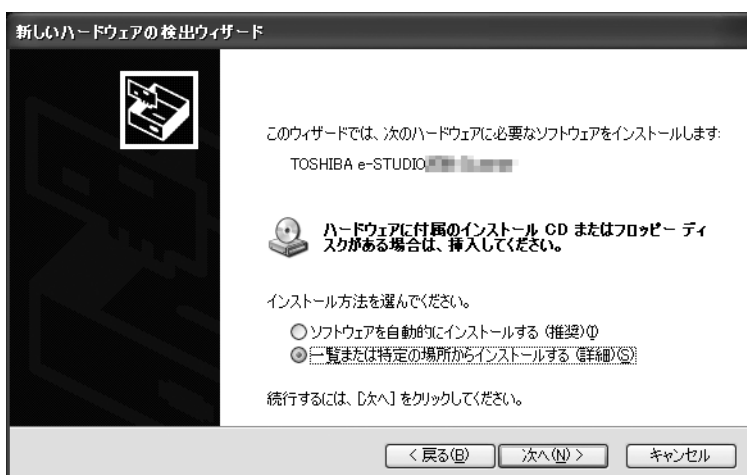 新しいハードウェアの検出ウィザード
このウィザードでは、次のハードウェアに必要なソフトウェアをインストールします:
TOSHIBA e-STUDIO
ハードウェアに付属のインストール CD またはフロッピー ディ
スクがある場合は、挿入してください。
インストール方法を選んでください。
ソフトウェアを自動的にインストールする (推奨)(I)
一覧または特定の場所からインストールする (詳細)(S)
続行するには、[次へ] をクリックしてください。
< 戻る(B)
次へ(N) >
キャンセル